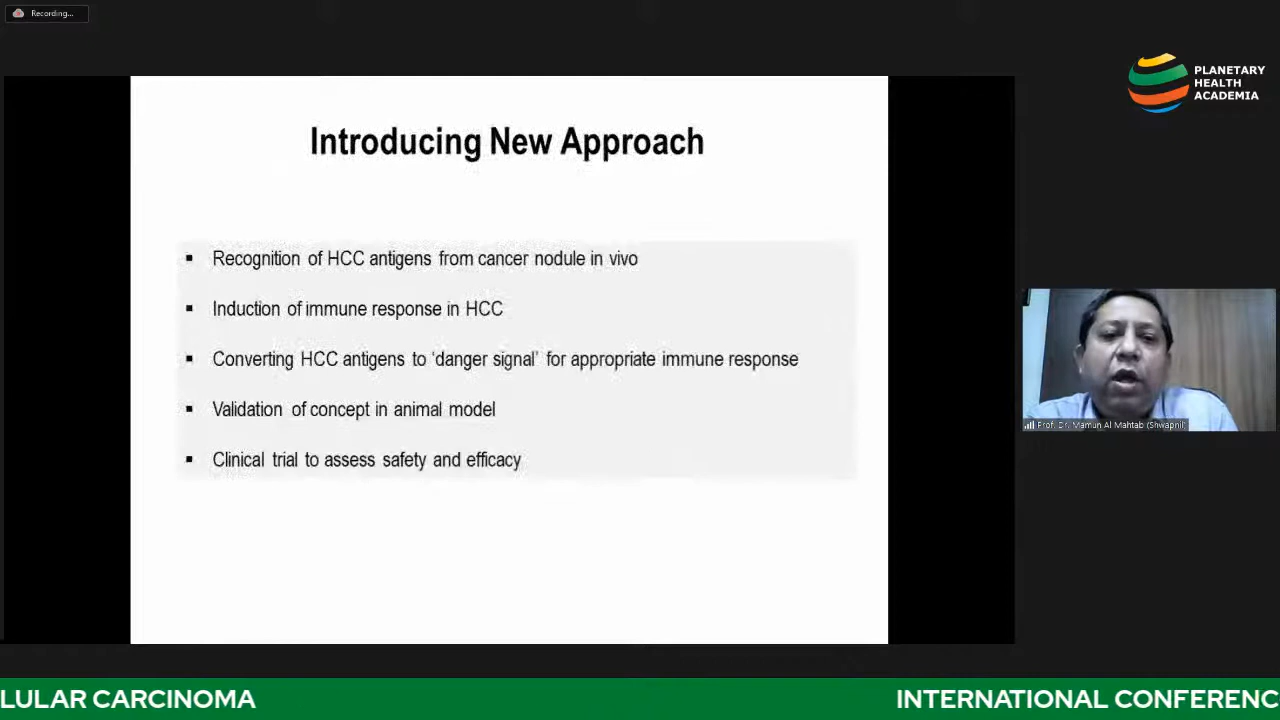 Recording...
PLANETARY
HEALTH
ACADEMIA
Introducing New Approach
▪ Recognition of HCC antigens from cancer nodule in vivo
▪ Induction of immune response in HCC
▪ Converting HCC antigens to ‘danger signal’ for appropriate immune response
▪ Validation of concept in animal model
▪ Clinical trial to assess safety and efficacy
Prof. Dr. Mamun Al Mahtab (Shwapnil)
LULAR CARCINOMA
INTERNATIONAL CONFERENC